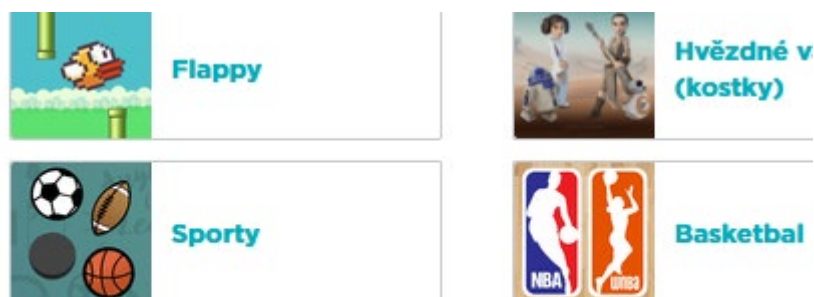 Flappy
Hvězdné
(kostky)
Sporty
Basketbal
NBA
WNBA